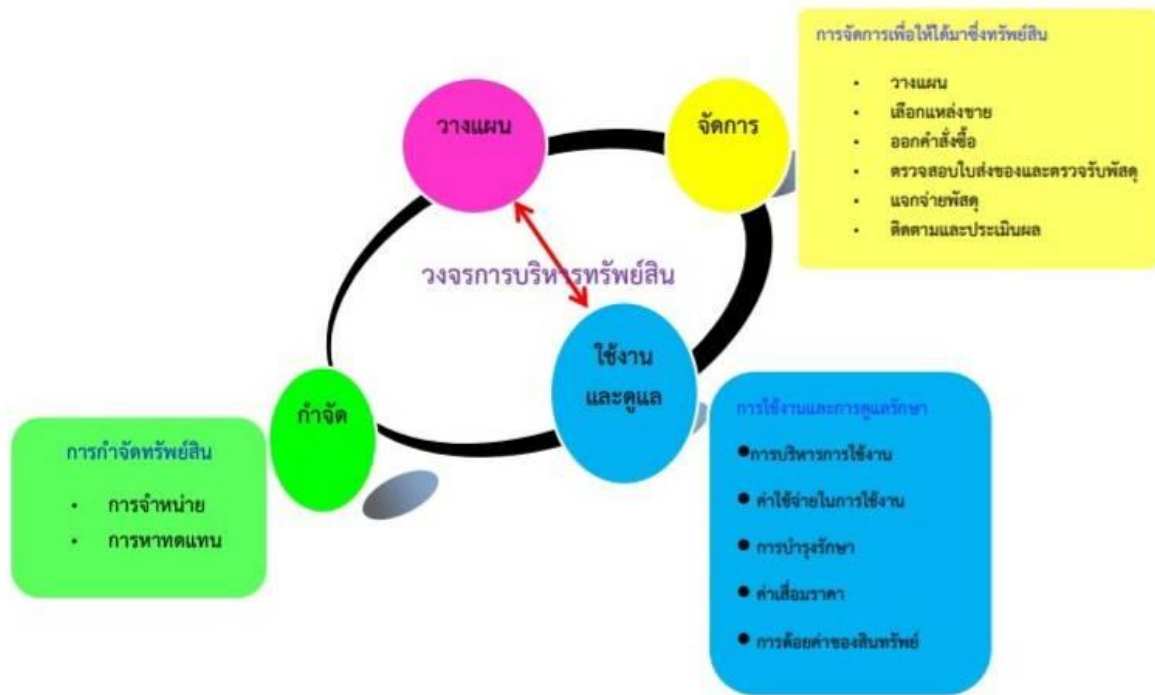 การจัดการเพื่อให้ได้มาซึ่งทรัพย์สิน
• วางแผน
• เลือกแหล่งขาย
• ออกคำสั่งซื้อ
• ตรวจสอบใบส่งของและตรวจรับพัสดุ
• แจกจ่ายพัสดุ
• ติดตามและประเมินผล
วางแผน
จัดการ
วงจรการบริหารทรัพย์สิน
ใช้งาน
และดูแล
กำจัด
การกำจัดทรัพย์สิน
• การจำหน่าย
• การหาทดแทน
การใช้งานและการดูแลรักษา
● การบริหารการใช้งาน
● ค่าใช้จ่ายในการใช้งาน
● การบำรุงรักษา
● ค่าเสื่อมราคา
● การด้อยค่าของสินทรัพย์